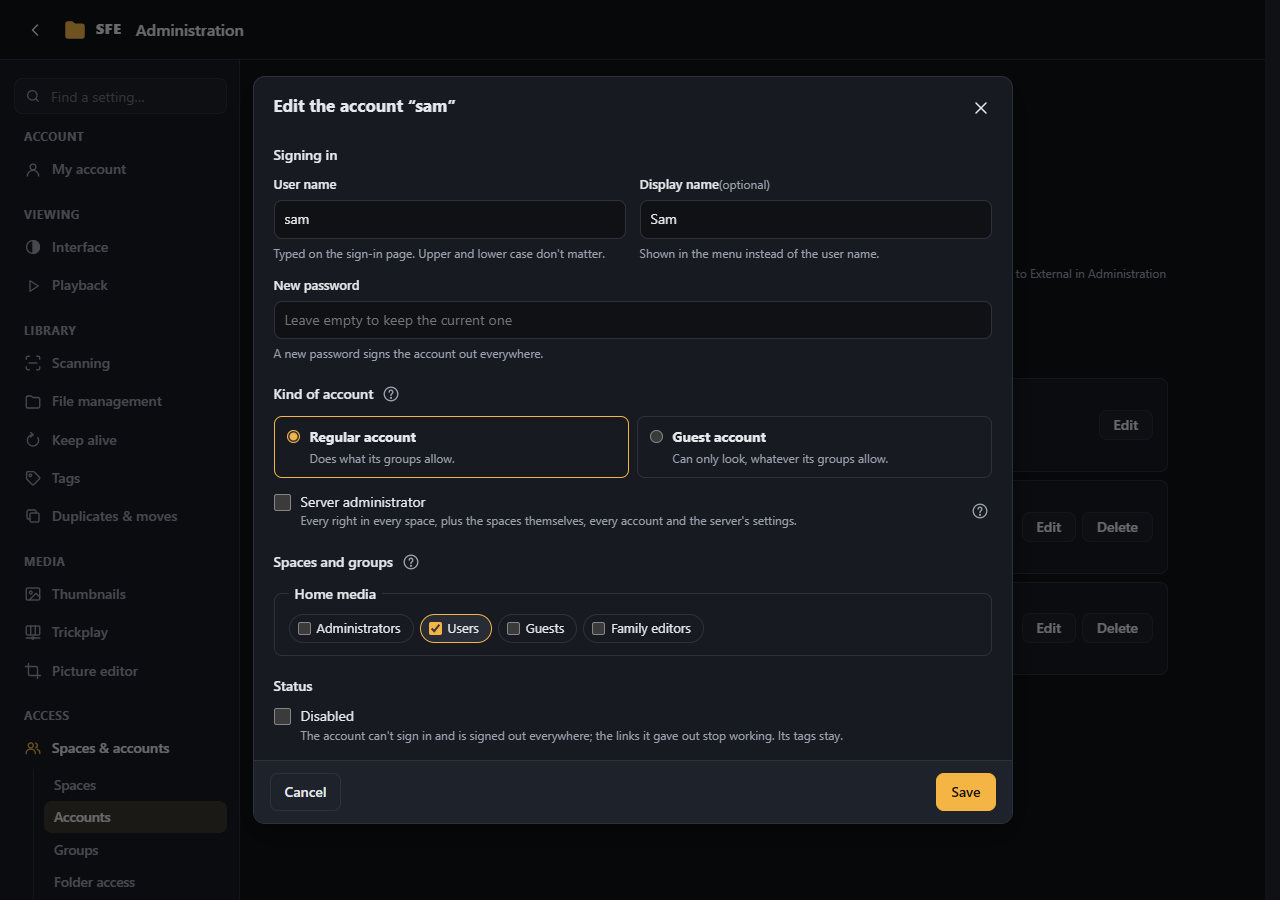 SFE Administration
Find a setting...
ACCOUNT
My account
VIEWING
Interface
Playback
LIBRARY
Scanning
File management
Keep alive
Tags
Duplicates & moves
MEDIA
Thumbnails
Trickplay
Picture editor
ACCESS
Spaces & accounts
Spaces
Accounts
Groups
Folder access
Edit the account “sam”
Signing in
User name
Display name(optional)
sam
Sam
Typed on the sign-in page. Upper and lower case don't matter.
Shown in the menu instead of the user name.
New password
Leave empty to keep the current one
A new password signs the account out everywhere.
Kind of account
Regular account
Does what its groups allow.
Guest account
Can only look, whatever its groups allow.
Server administrator
Every right in every space, plus the spaces themselves, every account and the server's settings.
Spaces and groups
Home media
Administrators Users Guests Family editors
Status
Disabled
The account can't sign in and is signed out everywhere; the links it gave out stop working. Its tags stay.
Cancel
Save
to External in Administration
Edit
Edit Delete
Edit Delete